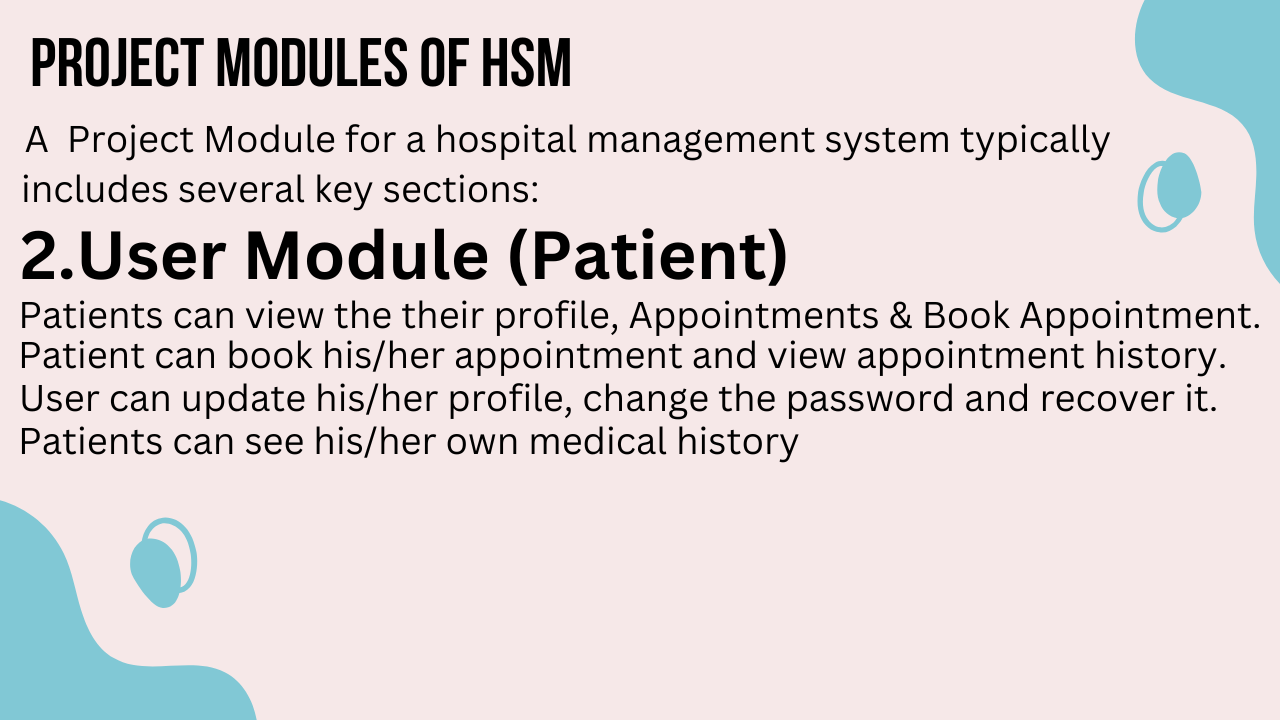 PROJECT MODULES OF HSM
A Project Module for a hospital management system typically
includes several key sections:
2.User Module (Patient)
Patients can view the their profile, Appointments & Book Appointment.
Patient can book his/her appointment and view appointment history.
User can update his/her profile, change the password and recover it.
Patients can see his/her own medical history